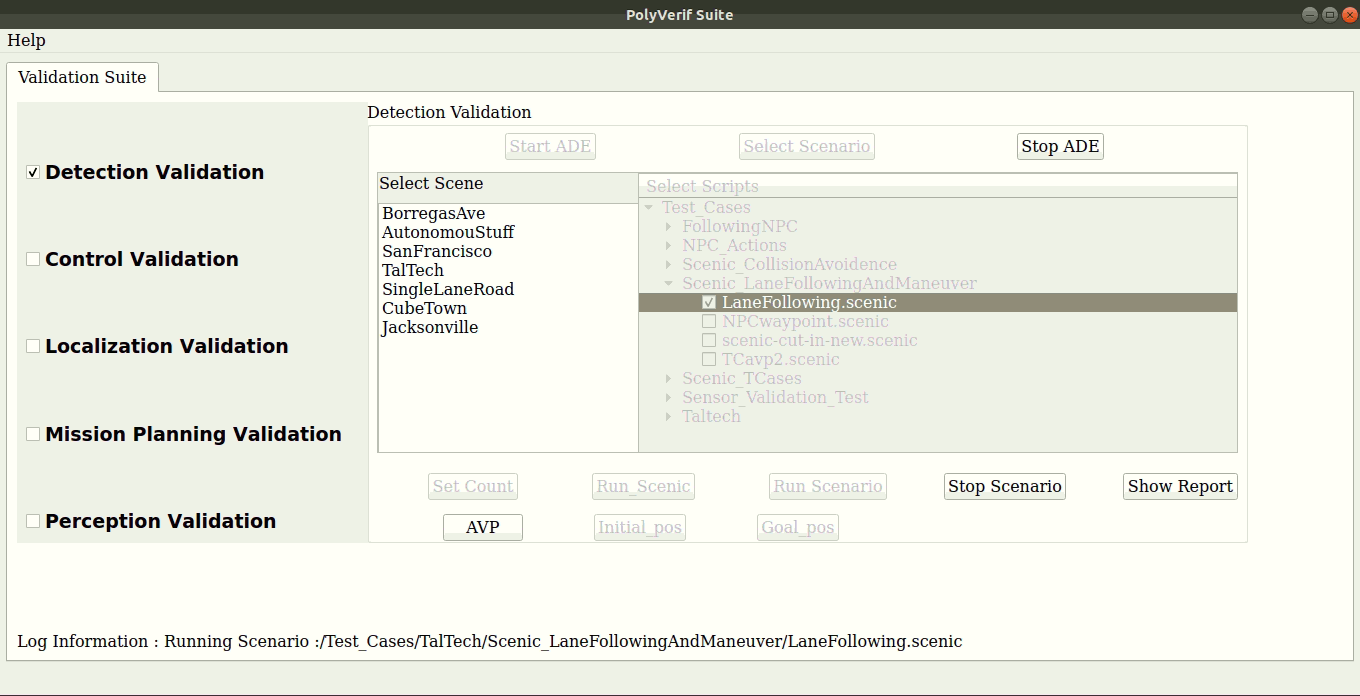 PolyVerif Suite
Help
Validation Suite
Detection Validation
Control Validation
Localization Validation
Mission Planning Validation
Perception Validation
Detection Validation
Start ADE
Select Scenario
Stop ADE
Select Scene
BorregasAve
AutonomouStuff
SanFrancisco
TalTech
SingleLaneRoad
CubeTown
Jacksonville
Select Scripts
Test_Cases
FollowingNPC
NPC_Actions
Scenic_CollisionAvoidence
Scenic_LaneFollowingAndManeuver
LaneFollowing.scenic
NPCwaypoint.scenic
scenic-cut-in-new.scenic
TCavp2.scenic
Scenic_TCases
Sensor_Validation_Test
Taltech
Set Count
Run_Scenic
Run Scenario
Stop Scenario
Show Report
AVP
Initial_pos
Goal_pos
Log Information : Running Scenario :/Test_Cases/TalTech/Scenic_LaneFollowingAndManeuver/LaneFollowing.scenic